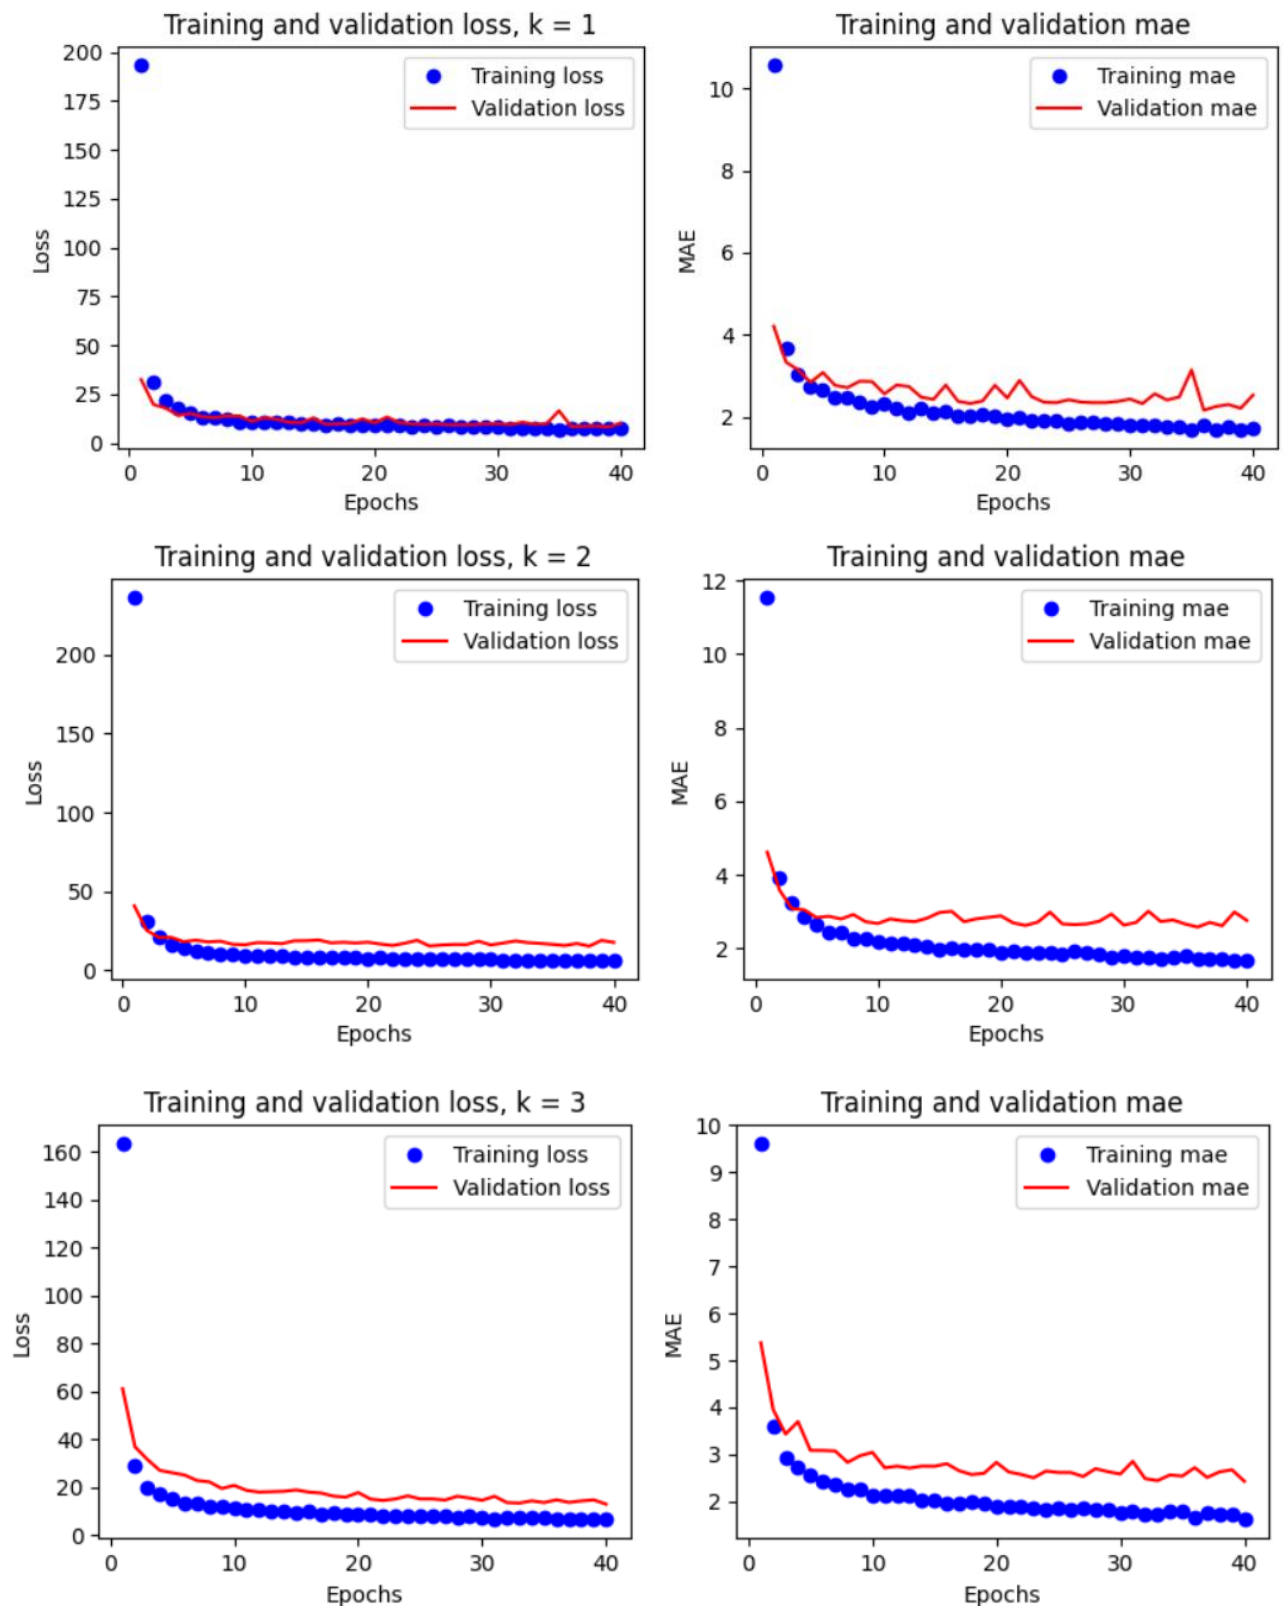 Training and validation loss, k = 1
200
175
150
125
100
75
50
25
0
Loss
Training loss
Validation loss
0 10 20 30 40
Epochs
Training and validation mae
10
8
6
4
2
MAE
Training mae
Validation mae
0 10 20 30 40
Epochs
Training and validation loss, k = 2
200
150
100
50
0
Loss
Training loss
Validation loss
0 10 20 30 40
Epochs
Training and validation mae
12
10
8
6
4
2
MAE
Training mae
Validation mae
0 10 20 30 40
Epochs
Training and validation loss, k = 3
160
140
120
100
80
60
40
20
0
Loss
Training loss
Validation loss
0 10 20 30 40
Epochs
Training and validation mae
10
9
8
7
6
5
4
3
2
MAE
Training mae
Validation mae
0 10 20 30 40
Epochs